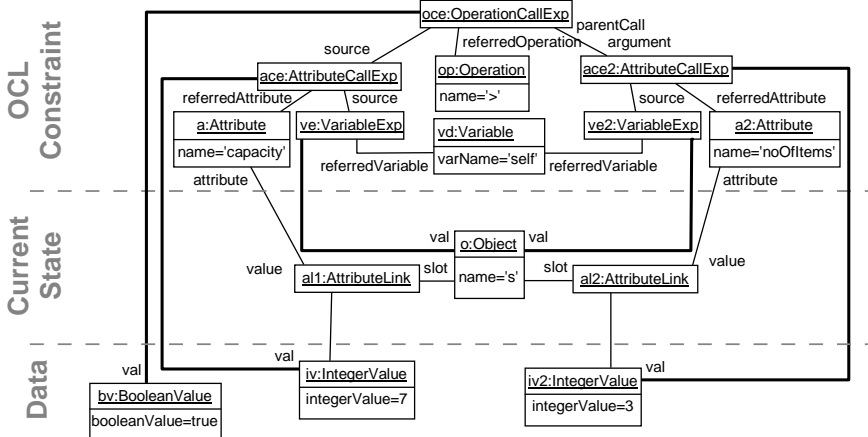 oce:OperationCallExp
parentCall
source
referredOperation
argument
OCL
Constraint
ace:AttributeCallExp
op:Operation
name='>'
ace2:AttributeCallExp
referredAttribute
source
source
referredAttribute
a:Attribute
name='capacity'
ve:VariableExp
vd:Variable
varName='self'
ve2:VariableExp
a2:Attribute
name='noOfItems'
referredVariable
referredVariable
attribute
attribute
Current
State
val
o:Object
name='s'
val
value
al1:AttributeLink
slot
slot
al2:AttributeLink
value
Data
val
val
val
bv:BooleanValue
booleanValue=true
iv:IntegerValue
integerValue=7
iv2:IntegerValue
integerValue=3